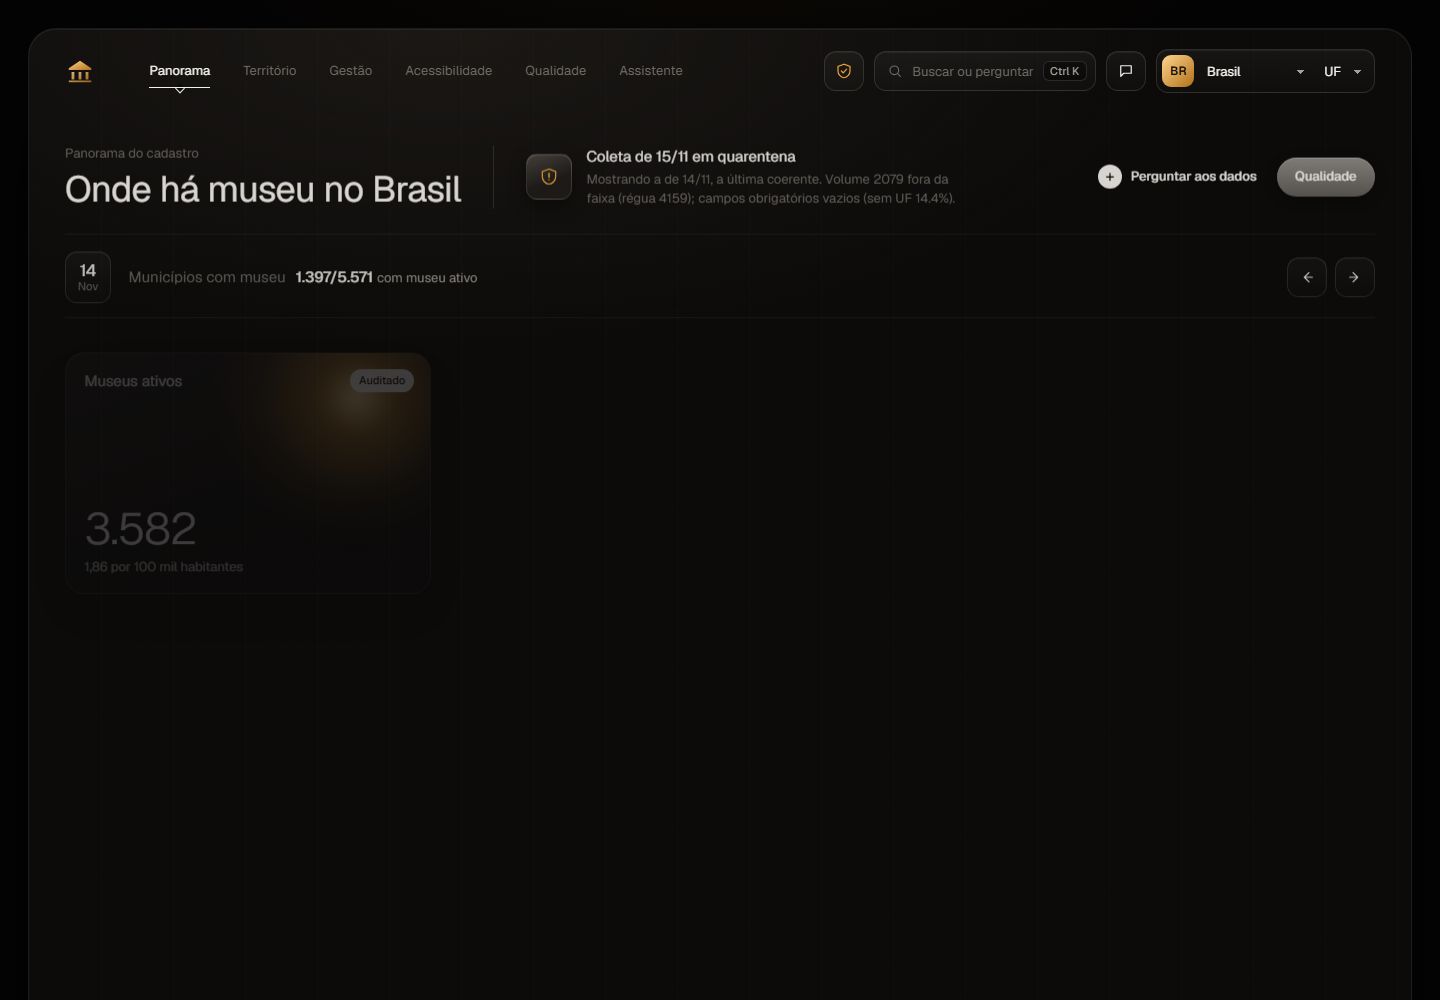 Panorama
Território
Gestão
Acessibilidade
Qualidade
Assistente
Buscar ou perguntar
Ctrl K
BR
Brasil
UF
Panorama do cadastro
Onde há museu no Brasil
Coleta de 15/11 em quarentena
Mostrando a de 14/11, a última coerente. Volume 2079 fora da
faixa (régua 4159); campos obrigatórios vazios (sem UF 14.4%).
Perguntar aos dados
Qualidade
14
Nov
Municípios com museu 1.397/5.571 com museu ativo
Museus ativos
Auditado
3.582
1,86 por 100 mil habitantes